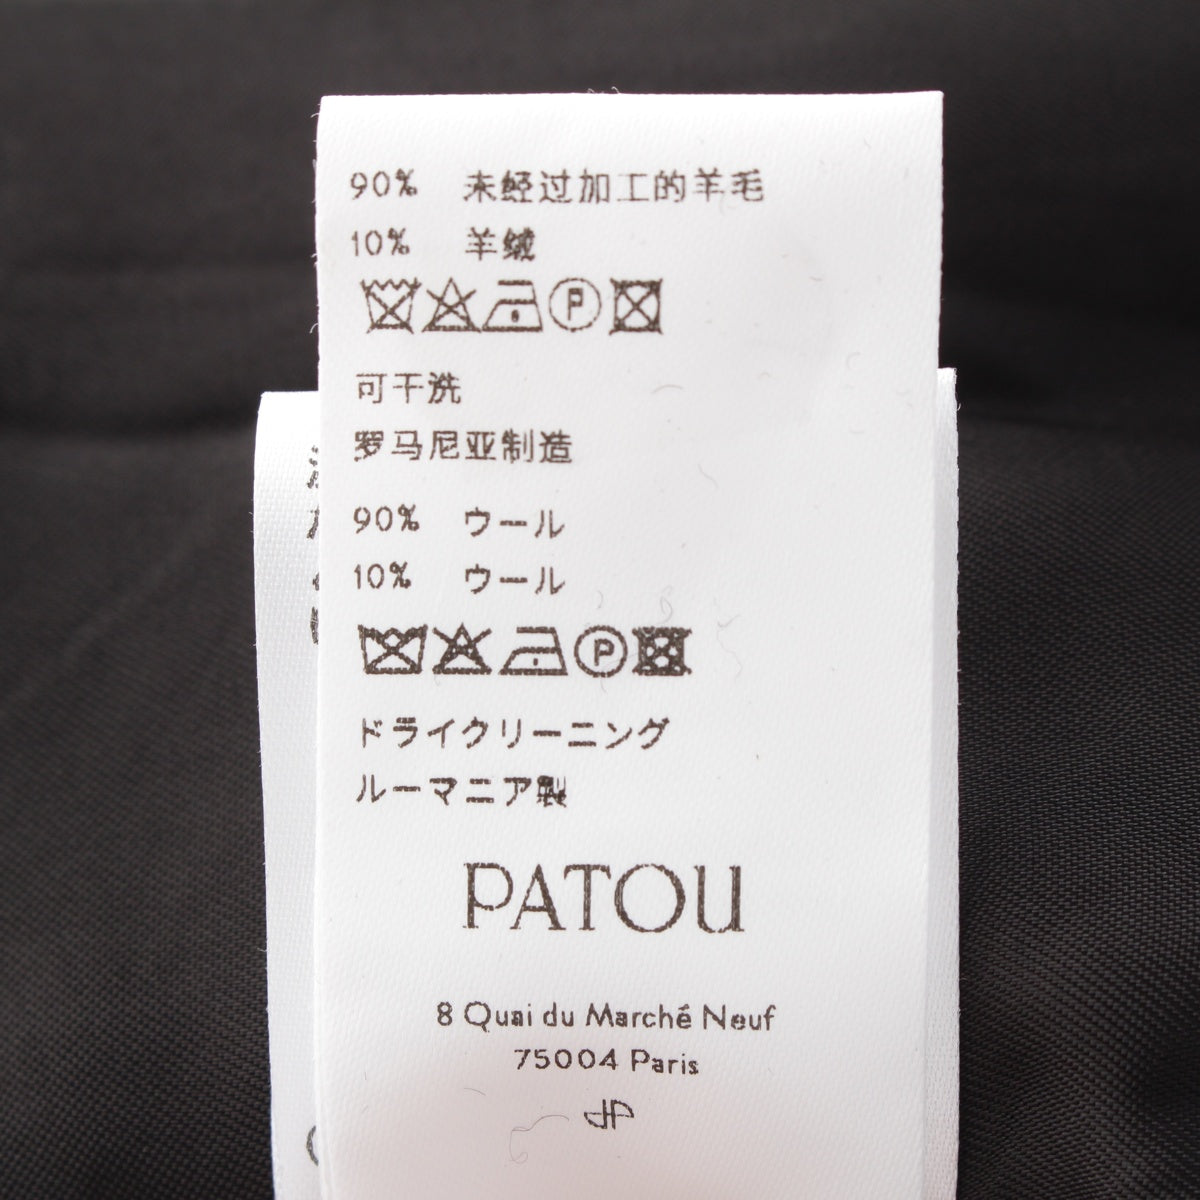 90% 未经过加工的羊毛
10% 羊绒
P
可干洗
罗马尼亚制造
90% ウール
10% ウール
P
ドライクリーニング
ルーマニア製
PATOU
8 Quai du Marché Neuf
75004 Paris
JP